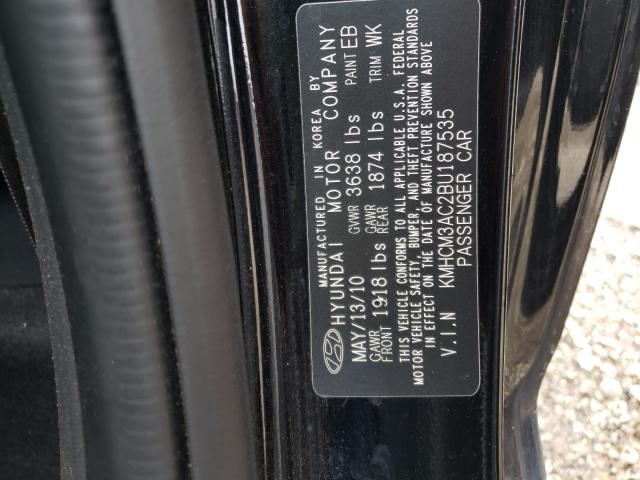 MANUFACTURED IN KOREA BY
HYUNDAI MOTOR COMPANY
MAY/13/10 GVWR 3638 lbs PAINT EB
GAWR FRONT 1918 lbs GAWR REAR 1874 lbs TRIM WK
THIS VEHICLE CONFORMS TO ALL APPLICABLE U.S.A. FEDERAL
MOTOR VEHICLE SAFETY, BUMPER, AND THEFT PREVENTION STANDARDS
IN EFFECT ON THE DATE OF MANUFACTURE SHOWN ABOVE
V.I.N KMHCM3AC2BU187535
PASSENGER CAR